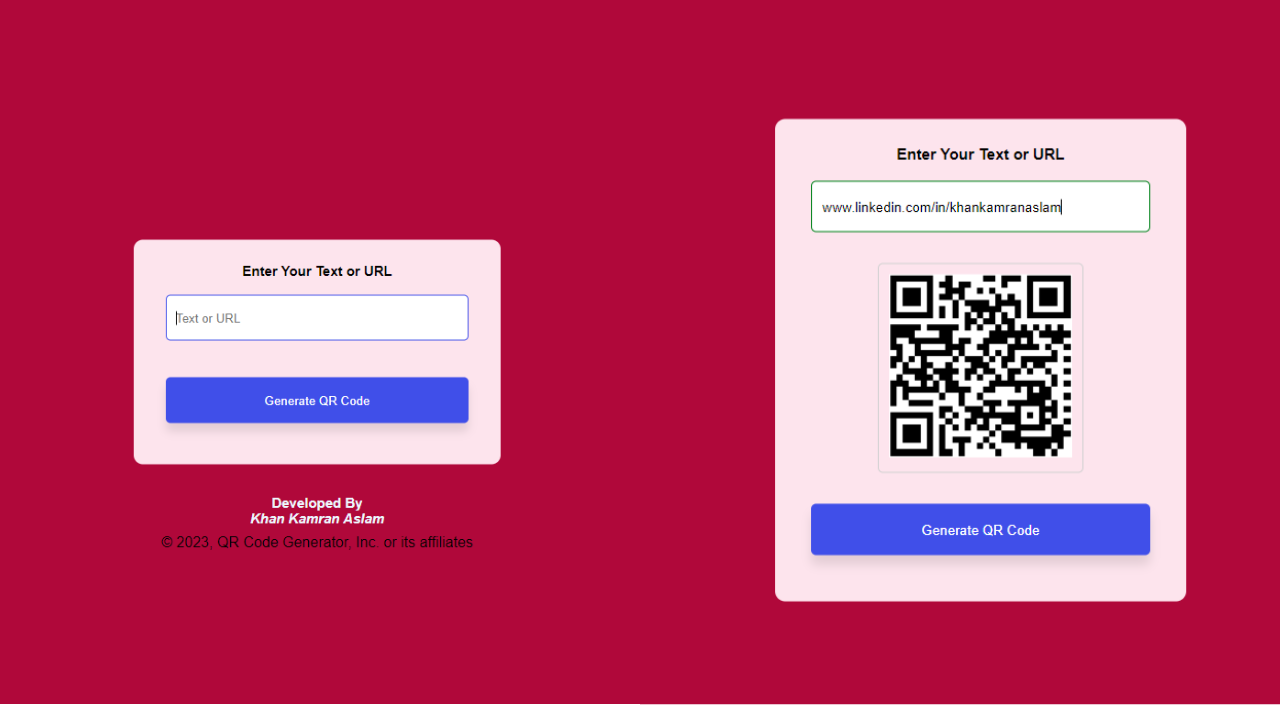 Enter Your Text or URL
Text or URL
Generate QR Code
Developed By
Khan Kamran Aslam
© 2023, QR Code Generator, Inc. or its affiliates
Enter Your Text or URL
www.linkedin.com/in/khankamranaslam
Generate QR Code